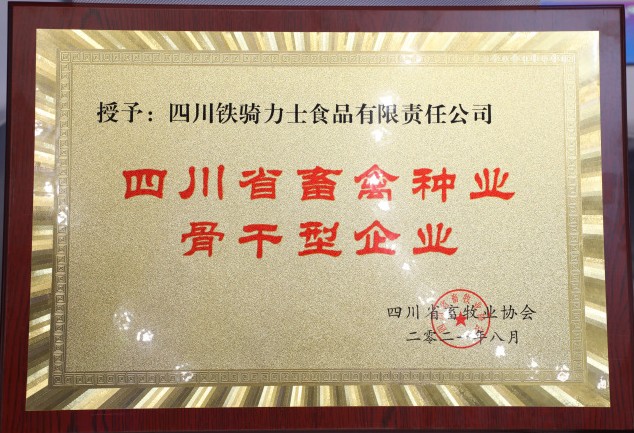 授予：四川铁骑力士食品有限责任公司
四川省畜禽种业
骨干型企业
四川省畜牧业协会
二零二一年八月